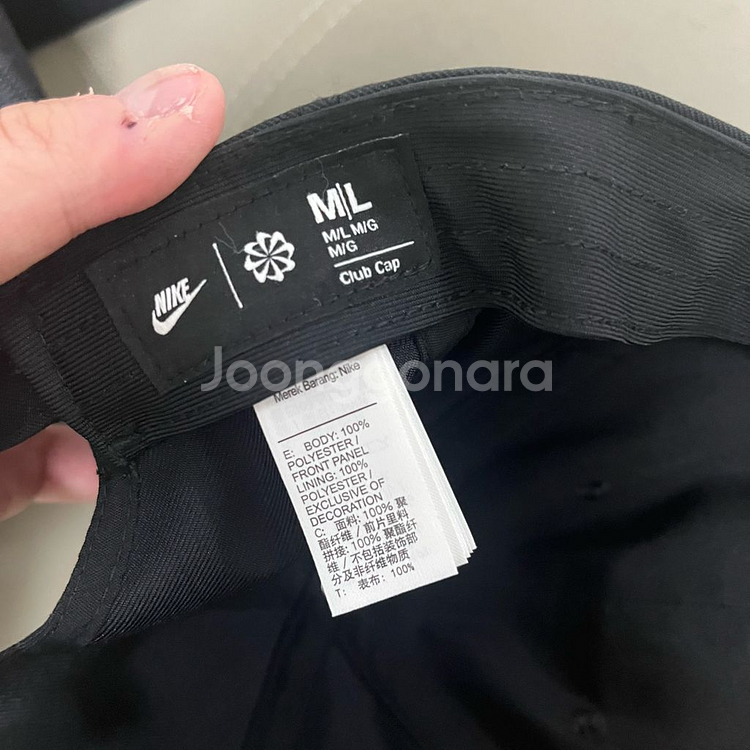 NIKE
M|L
M/L M/G
M/G
Club Cap
Joongonara
Merek Barang: Nike
E: BODY: 100%
POLYESTER /
FRONT PANEL
LINING: 100%
POLYESTER /
EXCLUSIVE OF
DECORATION
C: 面料: 100% 聚
酯纤维 / 前片里料
拼接: 100% 聚酯纤
维 / 不包括装饰部
分及非纤维物质
T: 表布: 100%